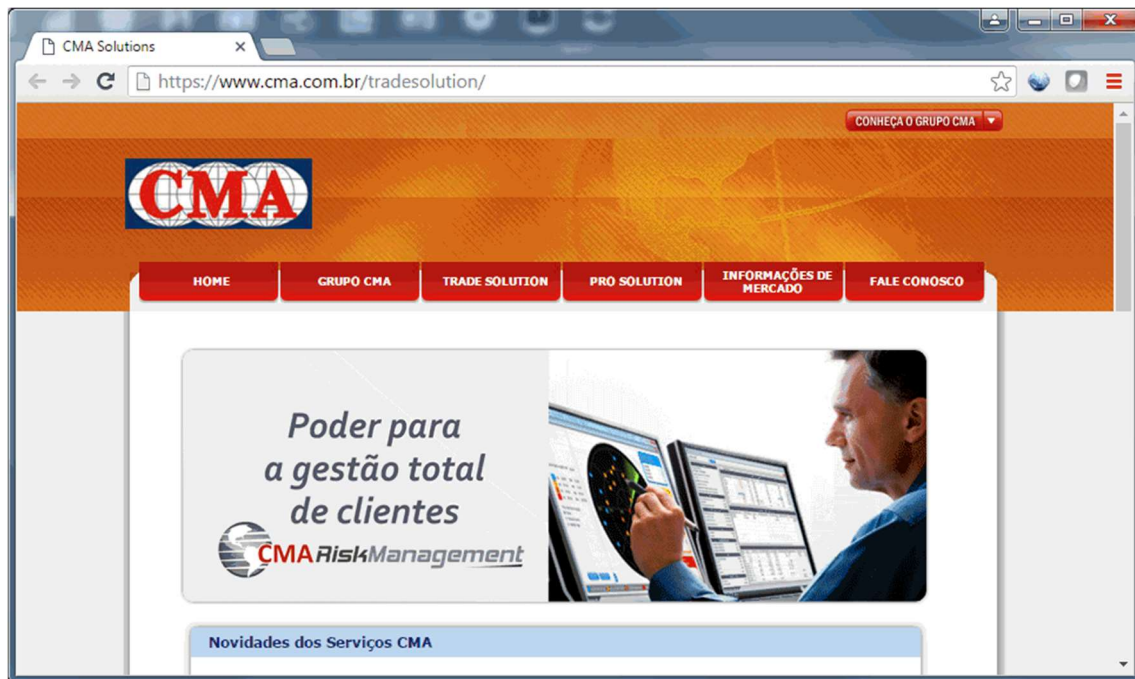 CMA Solutions
https://www.cma.com.br/tradesolution/
CONHEÇA O GRUPO CMA
CMA
HOME
GRUPO CMA
TRADE SOLUTION
PRO SOLUTION
INFORMAÇÕES DE
MERCADO
FALE CONOSCO
Poder para
a gestão total
de clientes
CMA RiskManagement
Novidades dos Serviços CMA